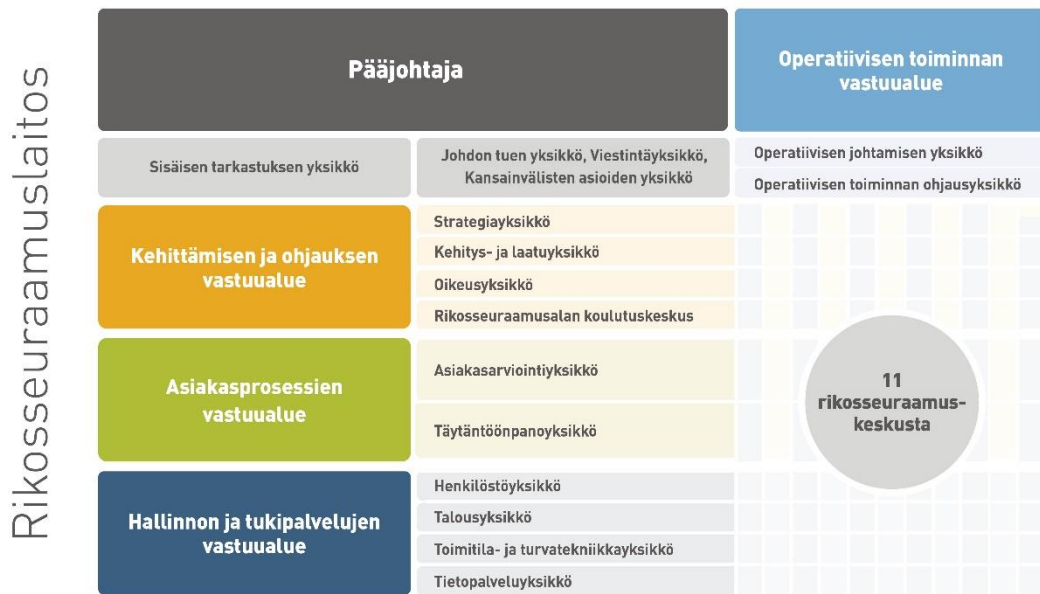 Rikosseuraamuslaitos
Pääjohtaja
Operatiivisen toiminnan
vastuualue
Sisäisen tarkastuksen yksikkö
Johdon tuen yksikkö, Viestintäyksikkö,
Kansainvälisten asioiden yksikkö
Operatiivisen johtamisen yksikkö
Operatiivisen toiminnan ohjausyksikkö
Kehittämisen ja ohjauksen
vastuualue
Strategiayksikkö
Kehitys- ja laatuyksikkö
Oikeusyksikkö
Rikosseuraamusalan koulutuskeskus
Asiakasprosessien
vastuualue
Asiakasarviointiyksikkö
Täytäntöönpanoyksikkö
11
rikosseuraamus-
keskusta
Hallinnon ja tukipalvelujen
vastuualue
Henkilöstöyksikkö
Talousyksikkö
Toimitila- ja turvatekniikkayksikkö
Tietopalveluyksikkö